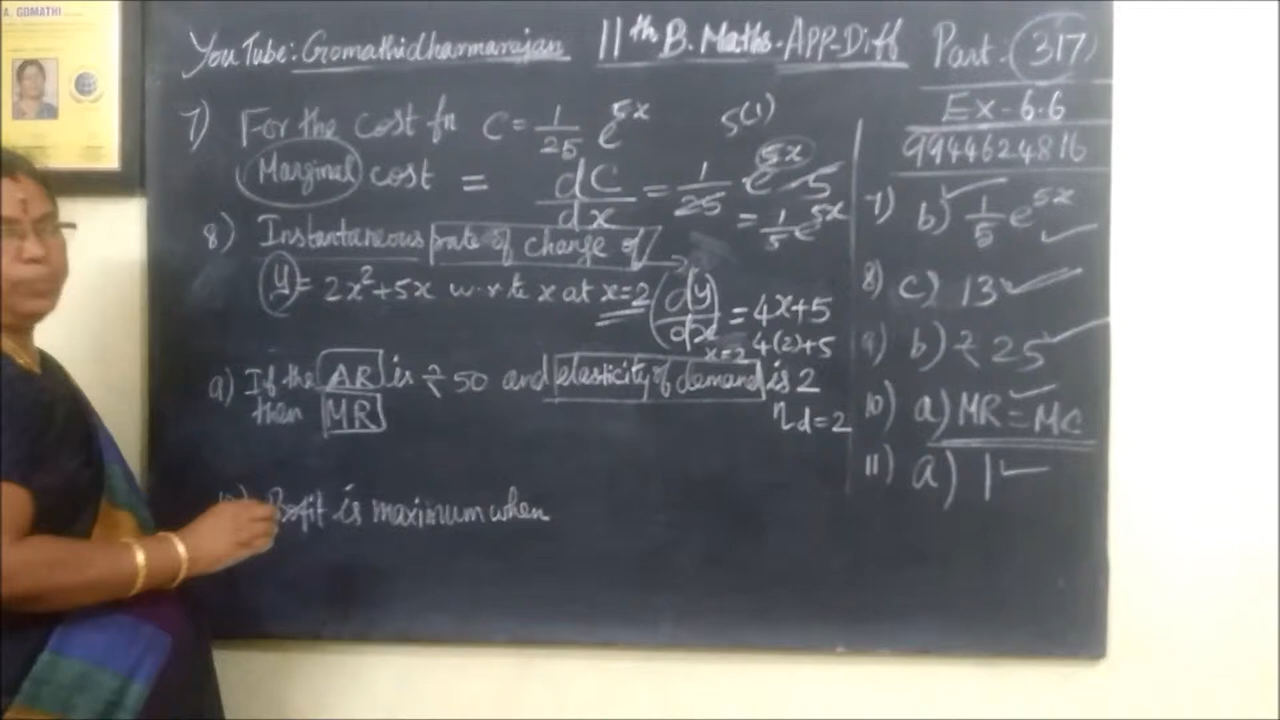 A. GOMATHI
YouTube: Gomathidharmarajan 11th B. Maths. APP-Diff Part: 317
Ex-6.6
9944624816
7) For the cost fn C = 1/25 e^5x 5(1)
Marginal cost = dC/dx = 1/25 e^5x 5
= 1/5 e^5x
8) Instantaneous rate of change of
y = 2x²+5x w.r.to x at x=2 (dy/dx) x=2 = 4x+5
4(2)+5
9) If the AR is ₹ 50 and elasticity of demand is 2
then MR ηd=2
10) Profit is maximum when
7) b) 1/5 e^5x
8) c) 13
9) b) ₹ 25
10) a) MR = MC
11) a) 1